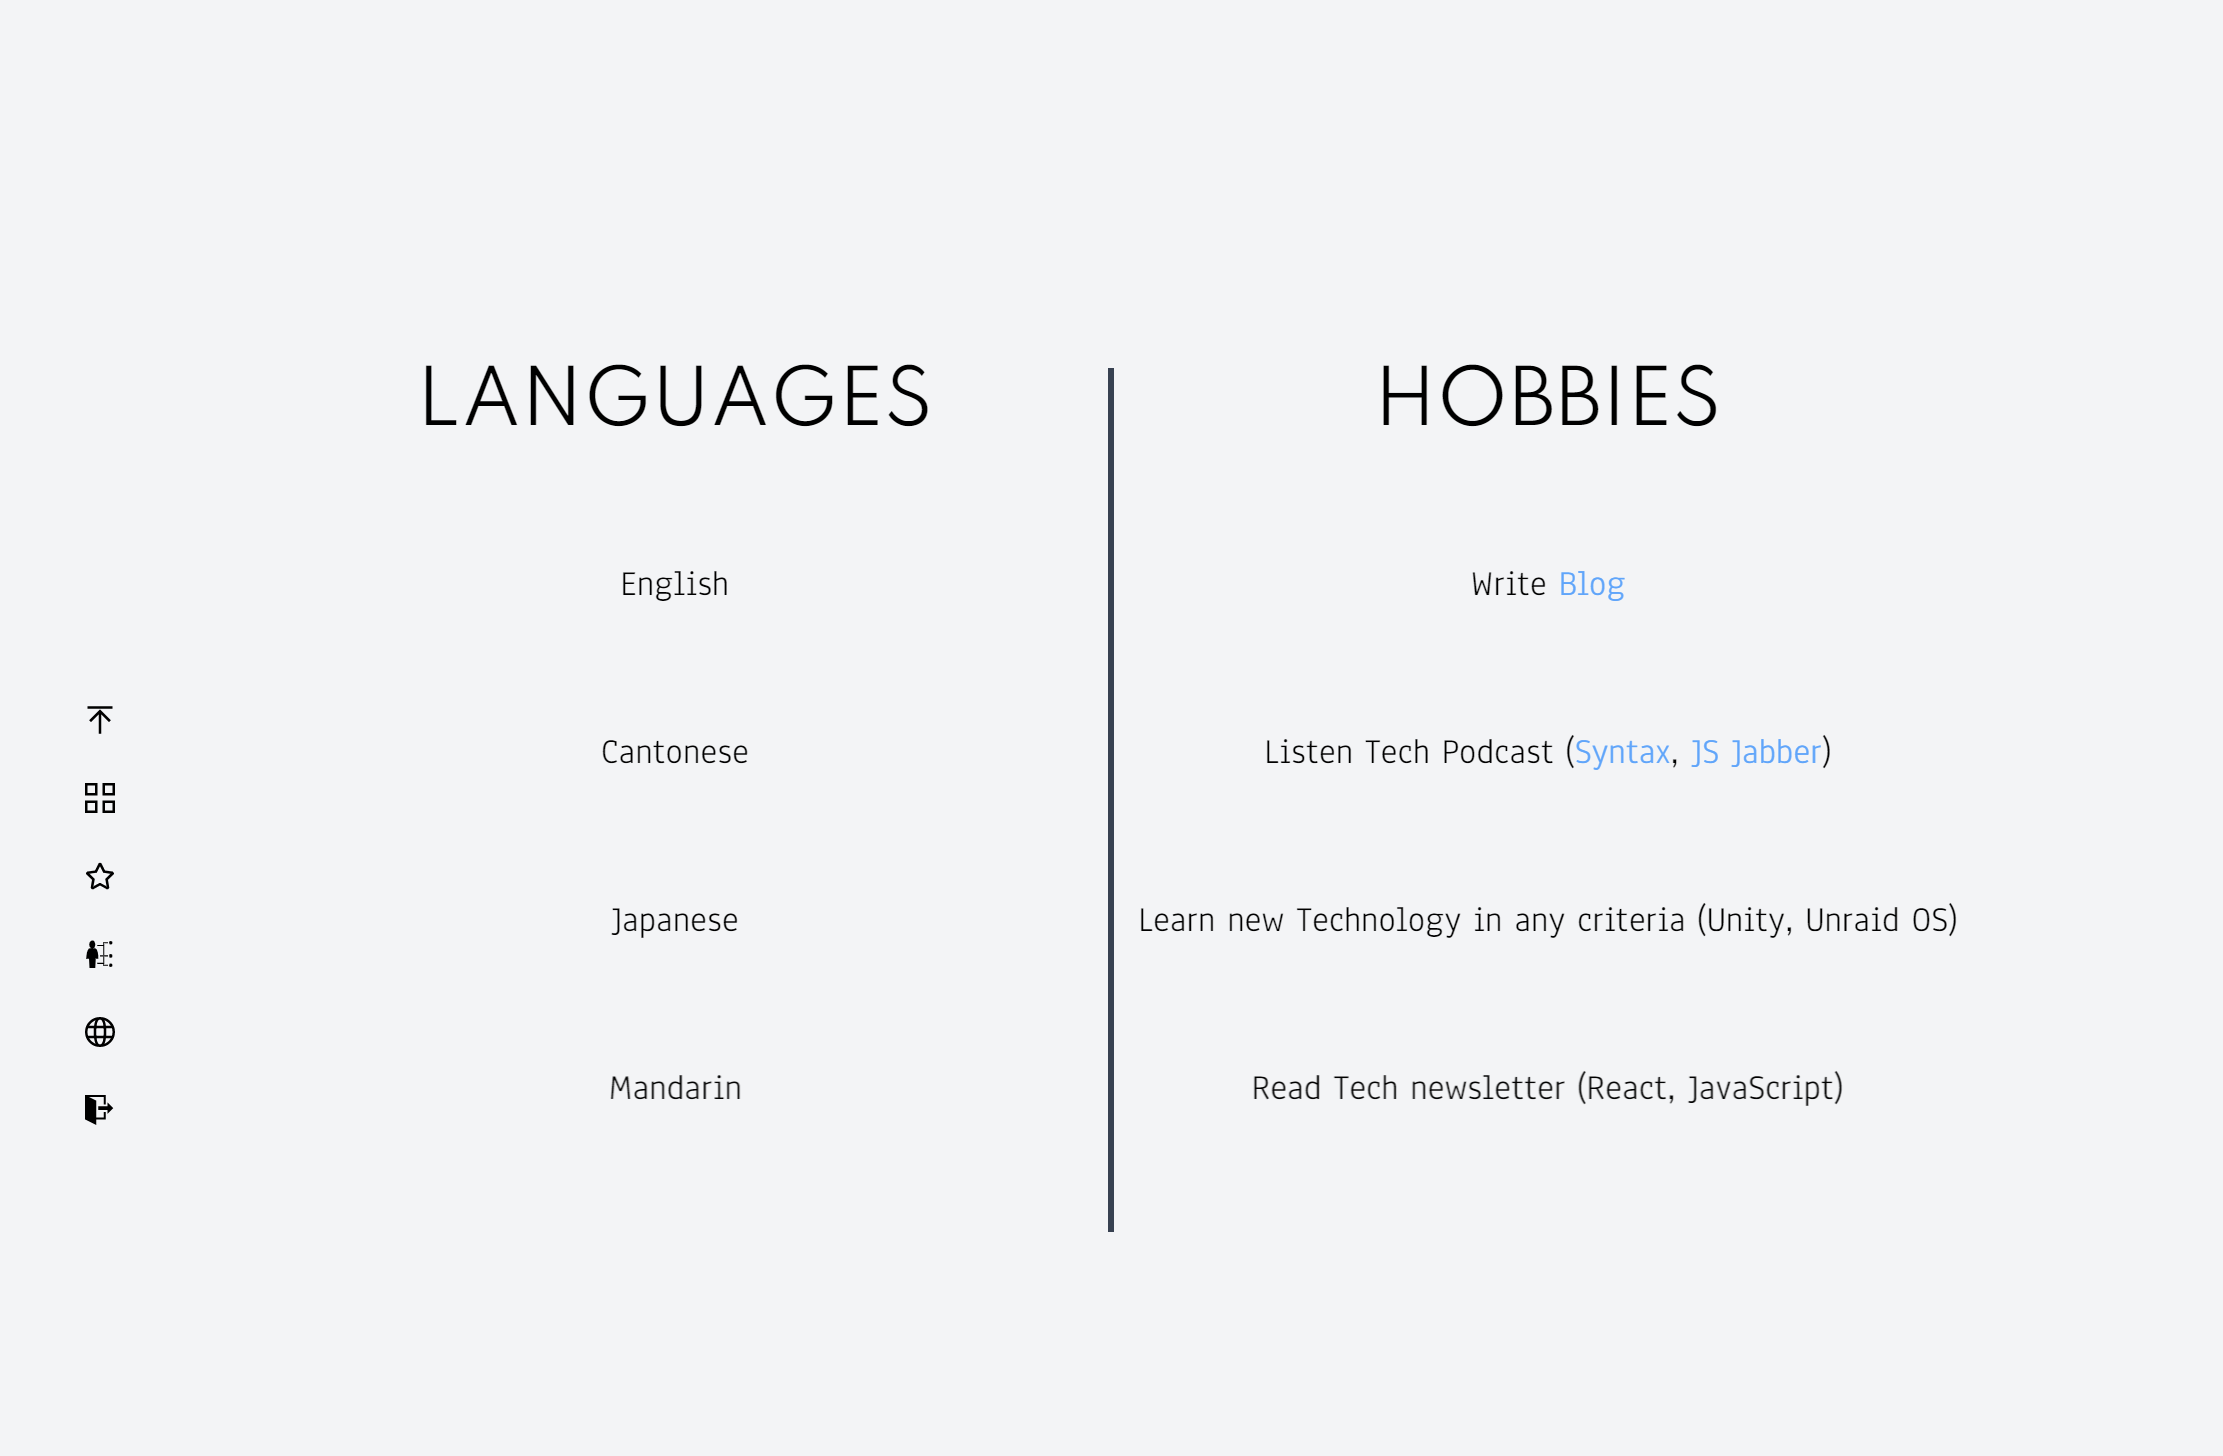 LANGUAGES
English
Cantonese
Japanese
Mandarin
HOBBIES
Write Blog
Listen Tech Podcast (Syntax, JS Jabber)
Learn new Technology in any criteria (Unity, Unraid OS)
Read Tech newsletter (React, JavaScript)